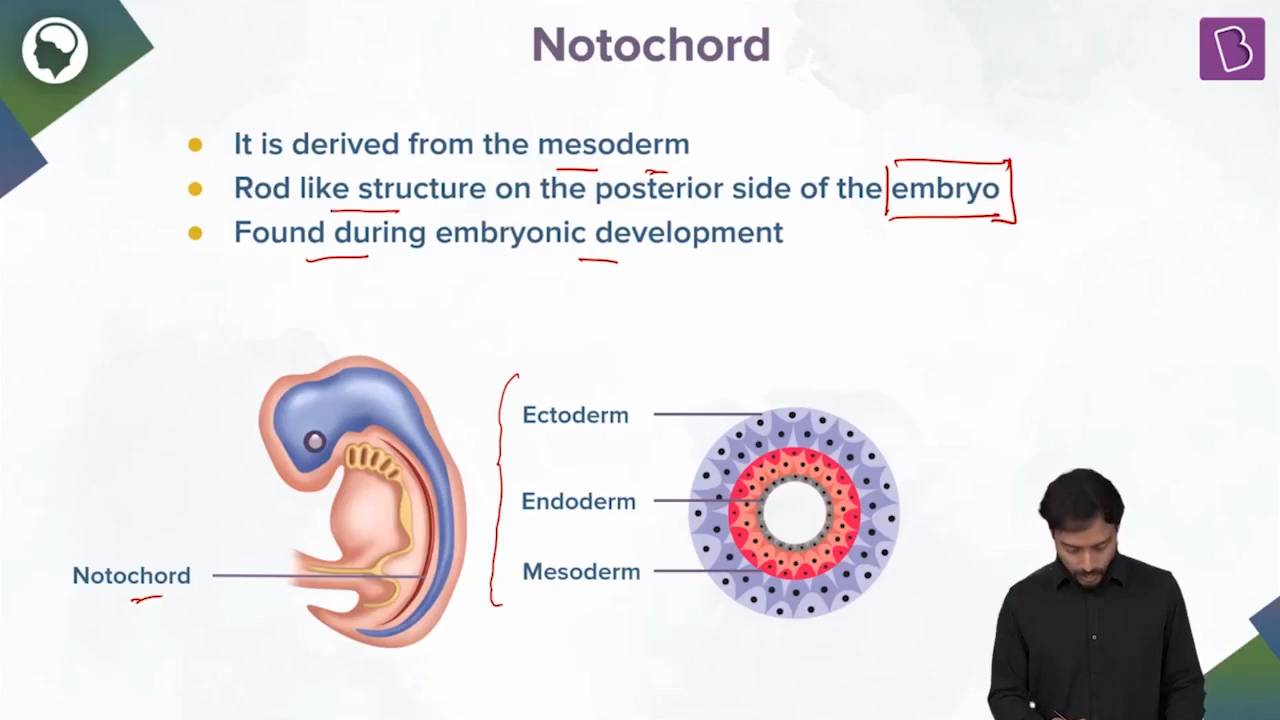 Notochord
It is derived from the mesoderm
Rod like structure on the posterior side of the embryo
Found during embryonic development
Ectoderm
Endoderm
Notochord
Mesoderm